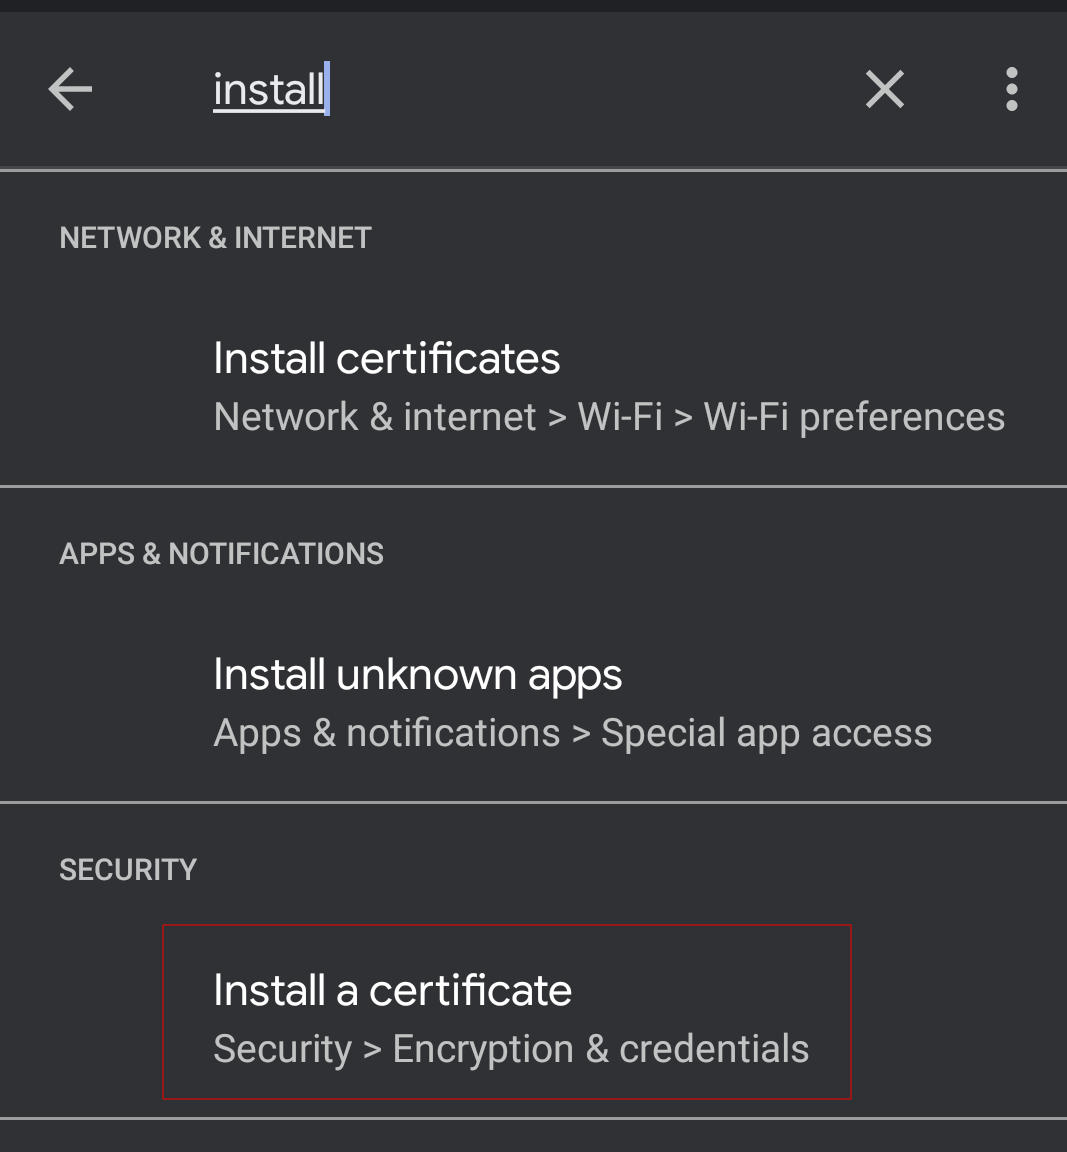 install
NETWORK & INTERNET
Install certificates
Network & internet > Wi-Fi > Wi-Fi preferences
APPS & NOTIFICATIONS
Install unknown apps
Apps & notifications > Special app access
SECURITY
Install a certificate
Security > Encryption & credentials